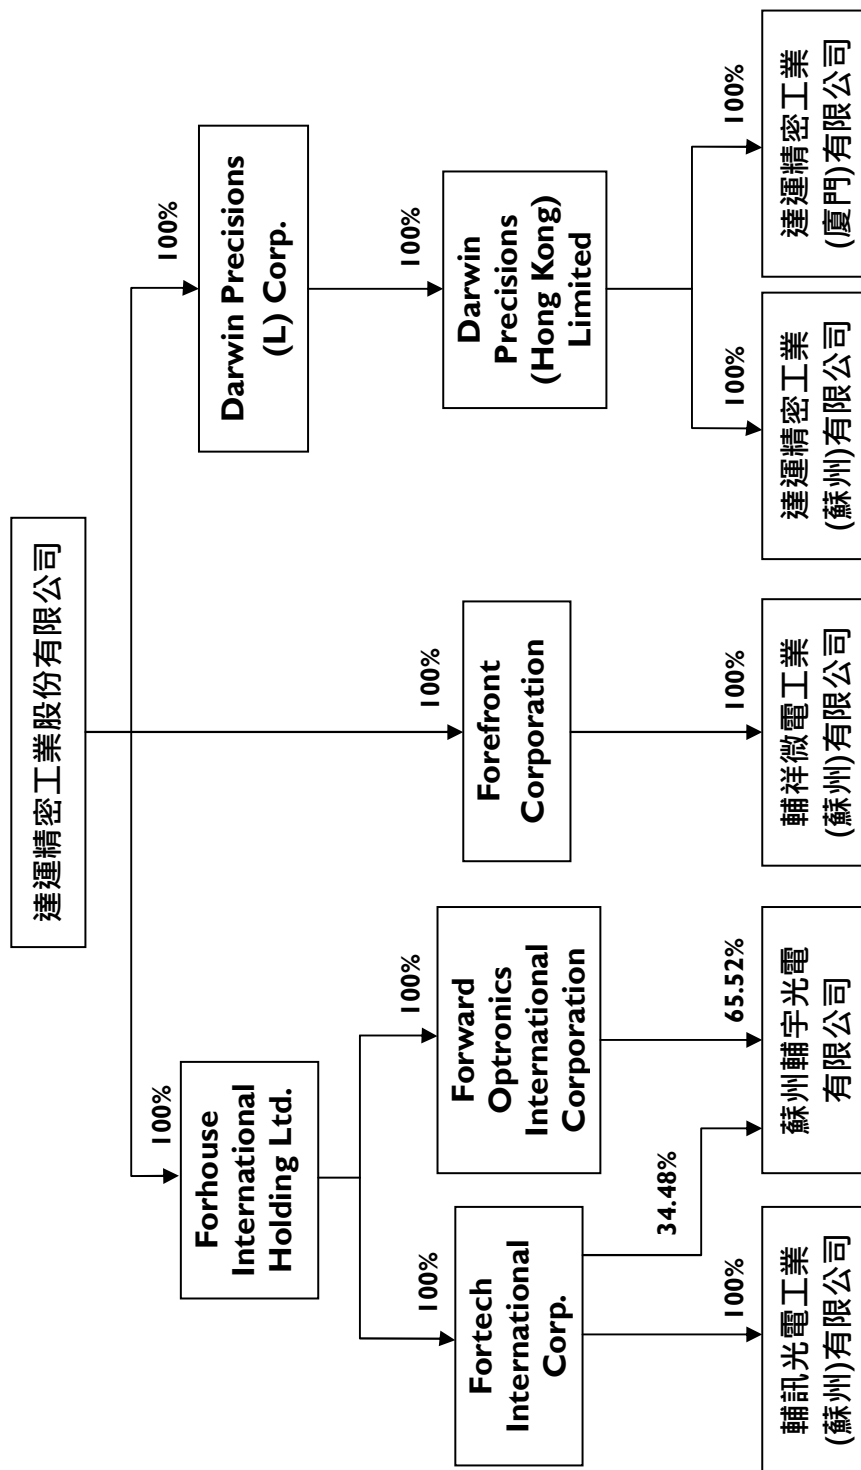 達運精密工業股份有限公司
100%
Forhouse
International
Holding Ltd.
100%
Darwin Precisions
(L) Corp.
100%
Fortech
International
Corp.
100%
Forward
Optronics
International
Corporation
100%
Forefront
Corporation
100%
Darwin
Precisions
(Hong Kong)
Limited
100%
輔訊光電工業
(蘇州)有限公司
34.48%
65.52%
蘇州輔宇光電
有限公司
100%
輔祥微電工業
(蘇州)有限公司
100%
達運精密工業
(蘇州)有限公司
100%
達運精密工業
(廈門)有限公司